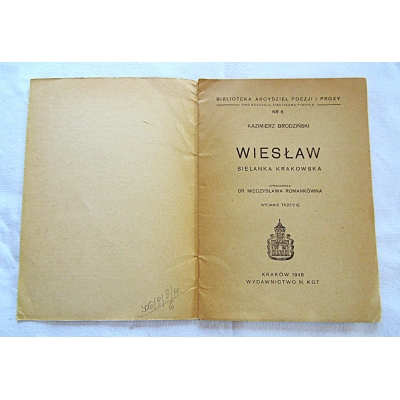 BIBLIOTEKA ARCYDZIEŁ POEZJI I PROZY
NR 6
KAZIMIERZ BRODZIŃSKI
WIESŁAW
SIELANKA KRAKOWSKA
OPRACOWAŁA
DR MIECZYSŁAWA ROMANKÓWNA
WYDANIE TRZECIE
KRAKÓW 1948
WYDAWNICTWO M. KOT